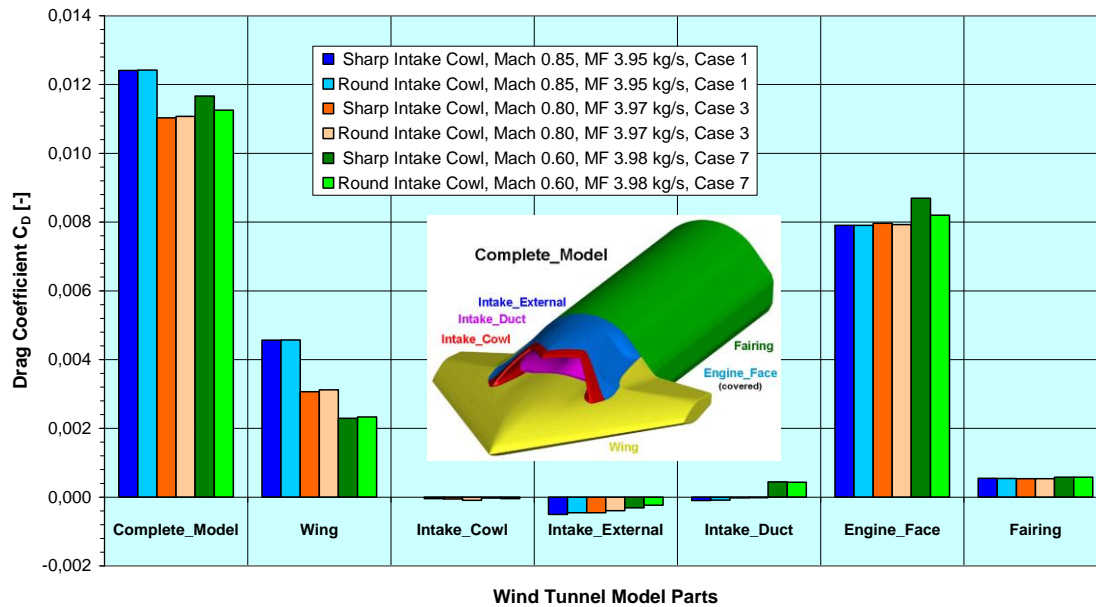 0,014
0,012
0,010
0,008
0,006
0,004
0,002
0,000
-0,002
Drag Coefficient CD [-]
Sharp Intake Cowl, Mach 0.85, MF 3.95 kg/s, Case 1
Round Intake Cowl, Mach 0.85, MF 3.95 kg/s, Case 1
Sharp Intake Cowl, Mach 0.80, MF 3.97 kg/s, Case 3
Round Intake Cowl, Mach 0.80, MF 3.97 kg/s, Case 3
Sharp Intake Cowl, Mach 0.60, MF 3.98 kg/s, Case 7
Round Intake Cowl, Mach 0.60, MF 3.98 kg/s, Case 7
Complete_Model
Intake_External
Intake_Duct
Intake_Cowl
Fairing
Engine_Face
(covered)
Wing
Complete_Model
Wing
Intake_Cowl
Intake_External
Intake_Duct
Engine_Face
Fairing
Wind Tunnel Model Parts